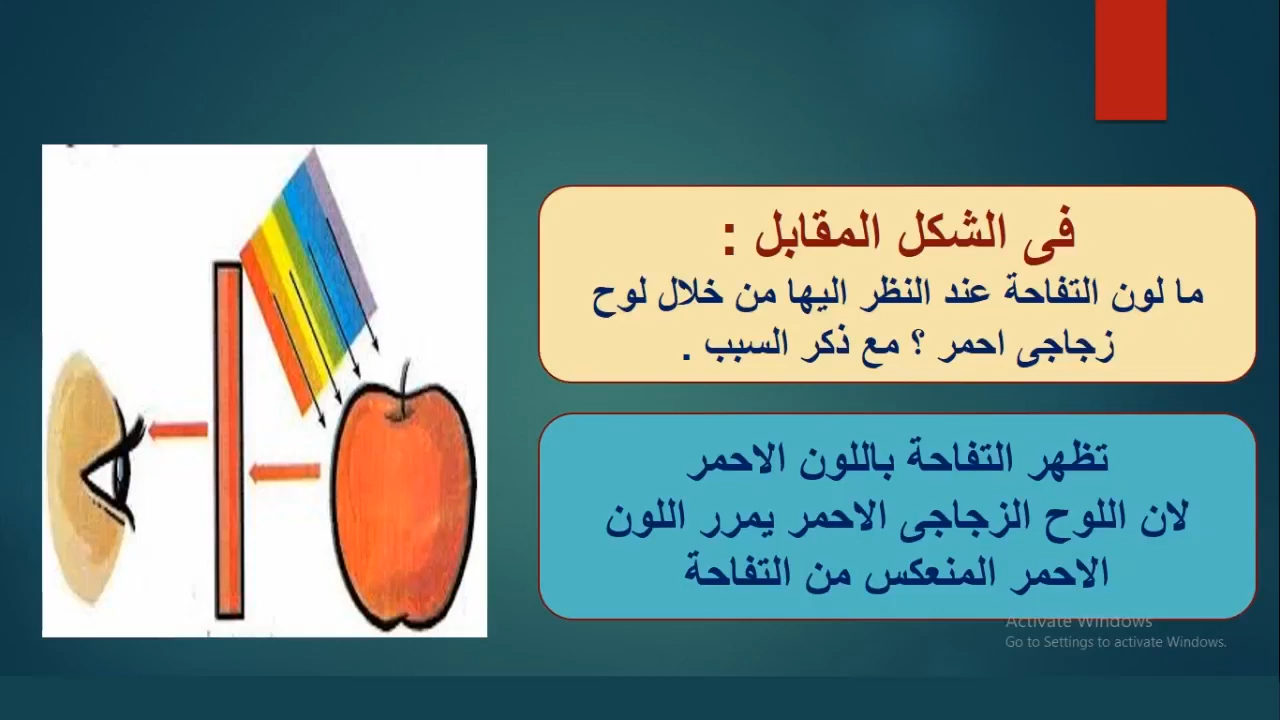 فى الشكل المقابل :
ما لون التفاحة عند النظر اليها من خلال لوح
زجاجى احمر ؟ مع ذكر السبب .
تظهر التفاحة باللون الاحمر
لان اللوح الزجاجى الاحمر يمرر اللون
الاحمر المنعكس من التفاحة
Activate Windows
Go to Settings to activate Windows.